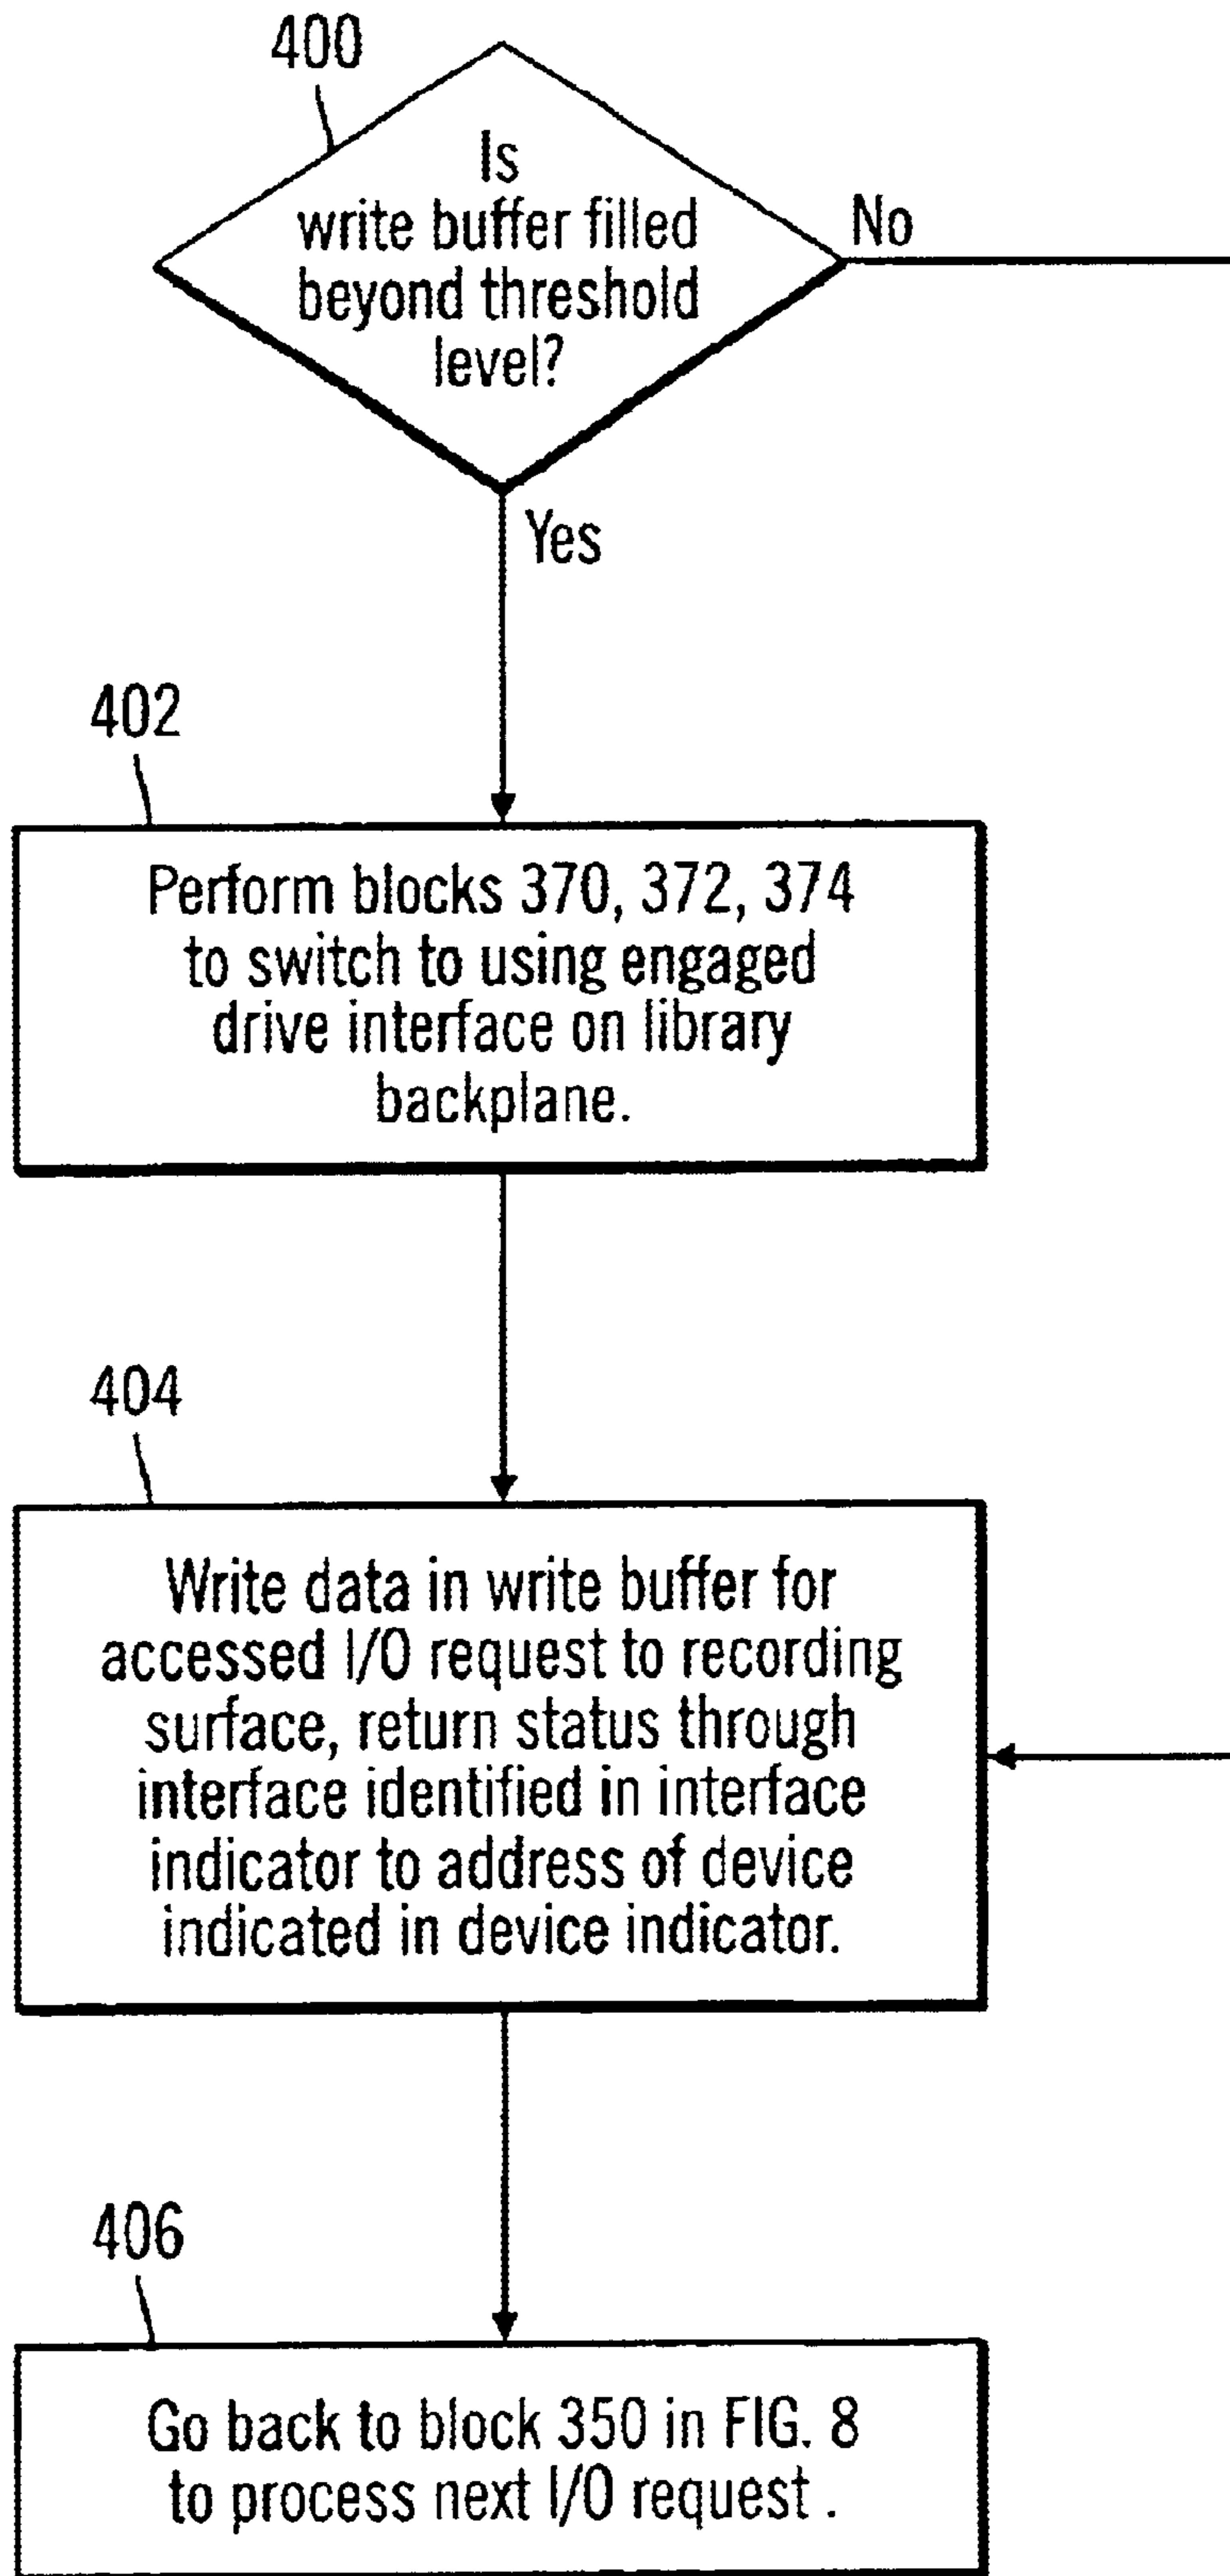 400
Is
write buffer filled
beyond threshold
level?
No
Yes
402
Perform blocks 370, 372, 374
to switch to using engaged
drive interface on library
backplane.
404
Write data in write buffer for
accessed I/O request to recording
surface, return status through
interface identified in interface
indicator to address of device
indicated in device indicator.
406
Go back to block 350 in FIG. 8
to process next I/O request .